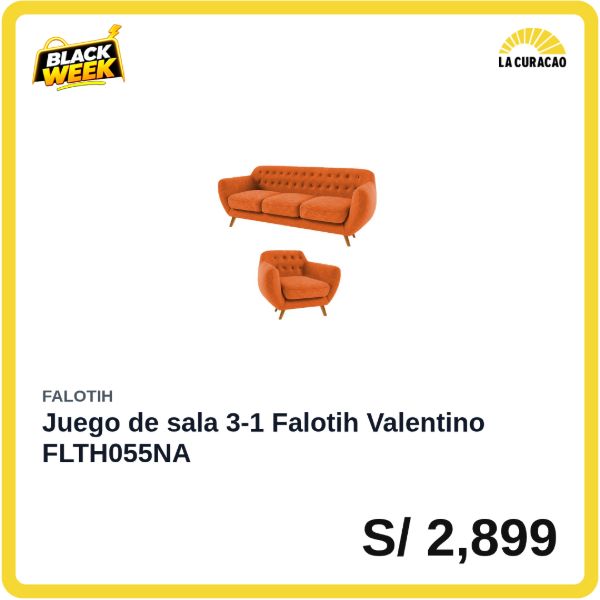 BLACK
WEEK
LA CURACAO
FALOTIH
Juego de sala 3-1 Falotih Valentino
FLTH055NA
S/ 2,899